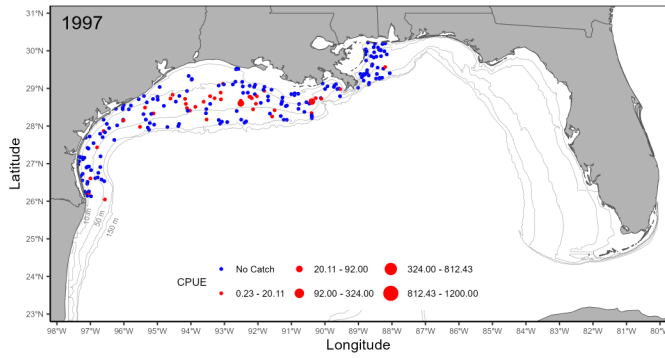 1997
31°N
30°N
29°N
28°N
27°N
26°N
25°N
24°N
23°N
Latitude
10 m
50 m
150 m
CPUE
No Catch
20.11 - 92.00
324.00 - 812.43
0.23 - 20.11
92.00 - 324.00
812.43 - 1200.00
98°W 97°W 96°W 95°W 94°W 93°W 92°W 91°W 90°W 89°W 88°W 87°W 86°W 85°W 84°W 83°W 82°W 81°W 80°W
Longitude